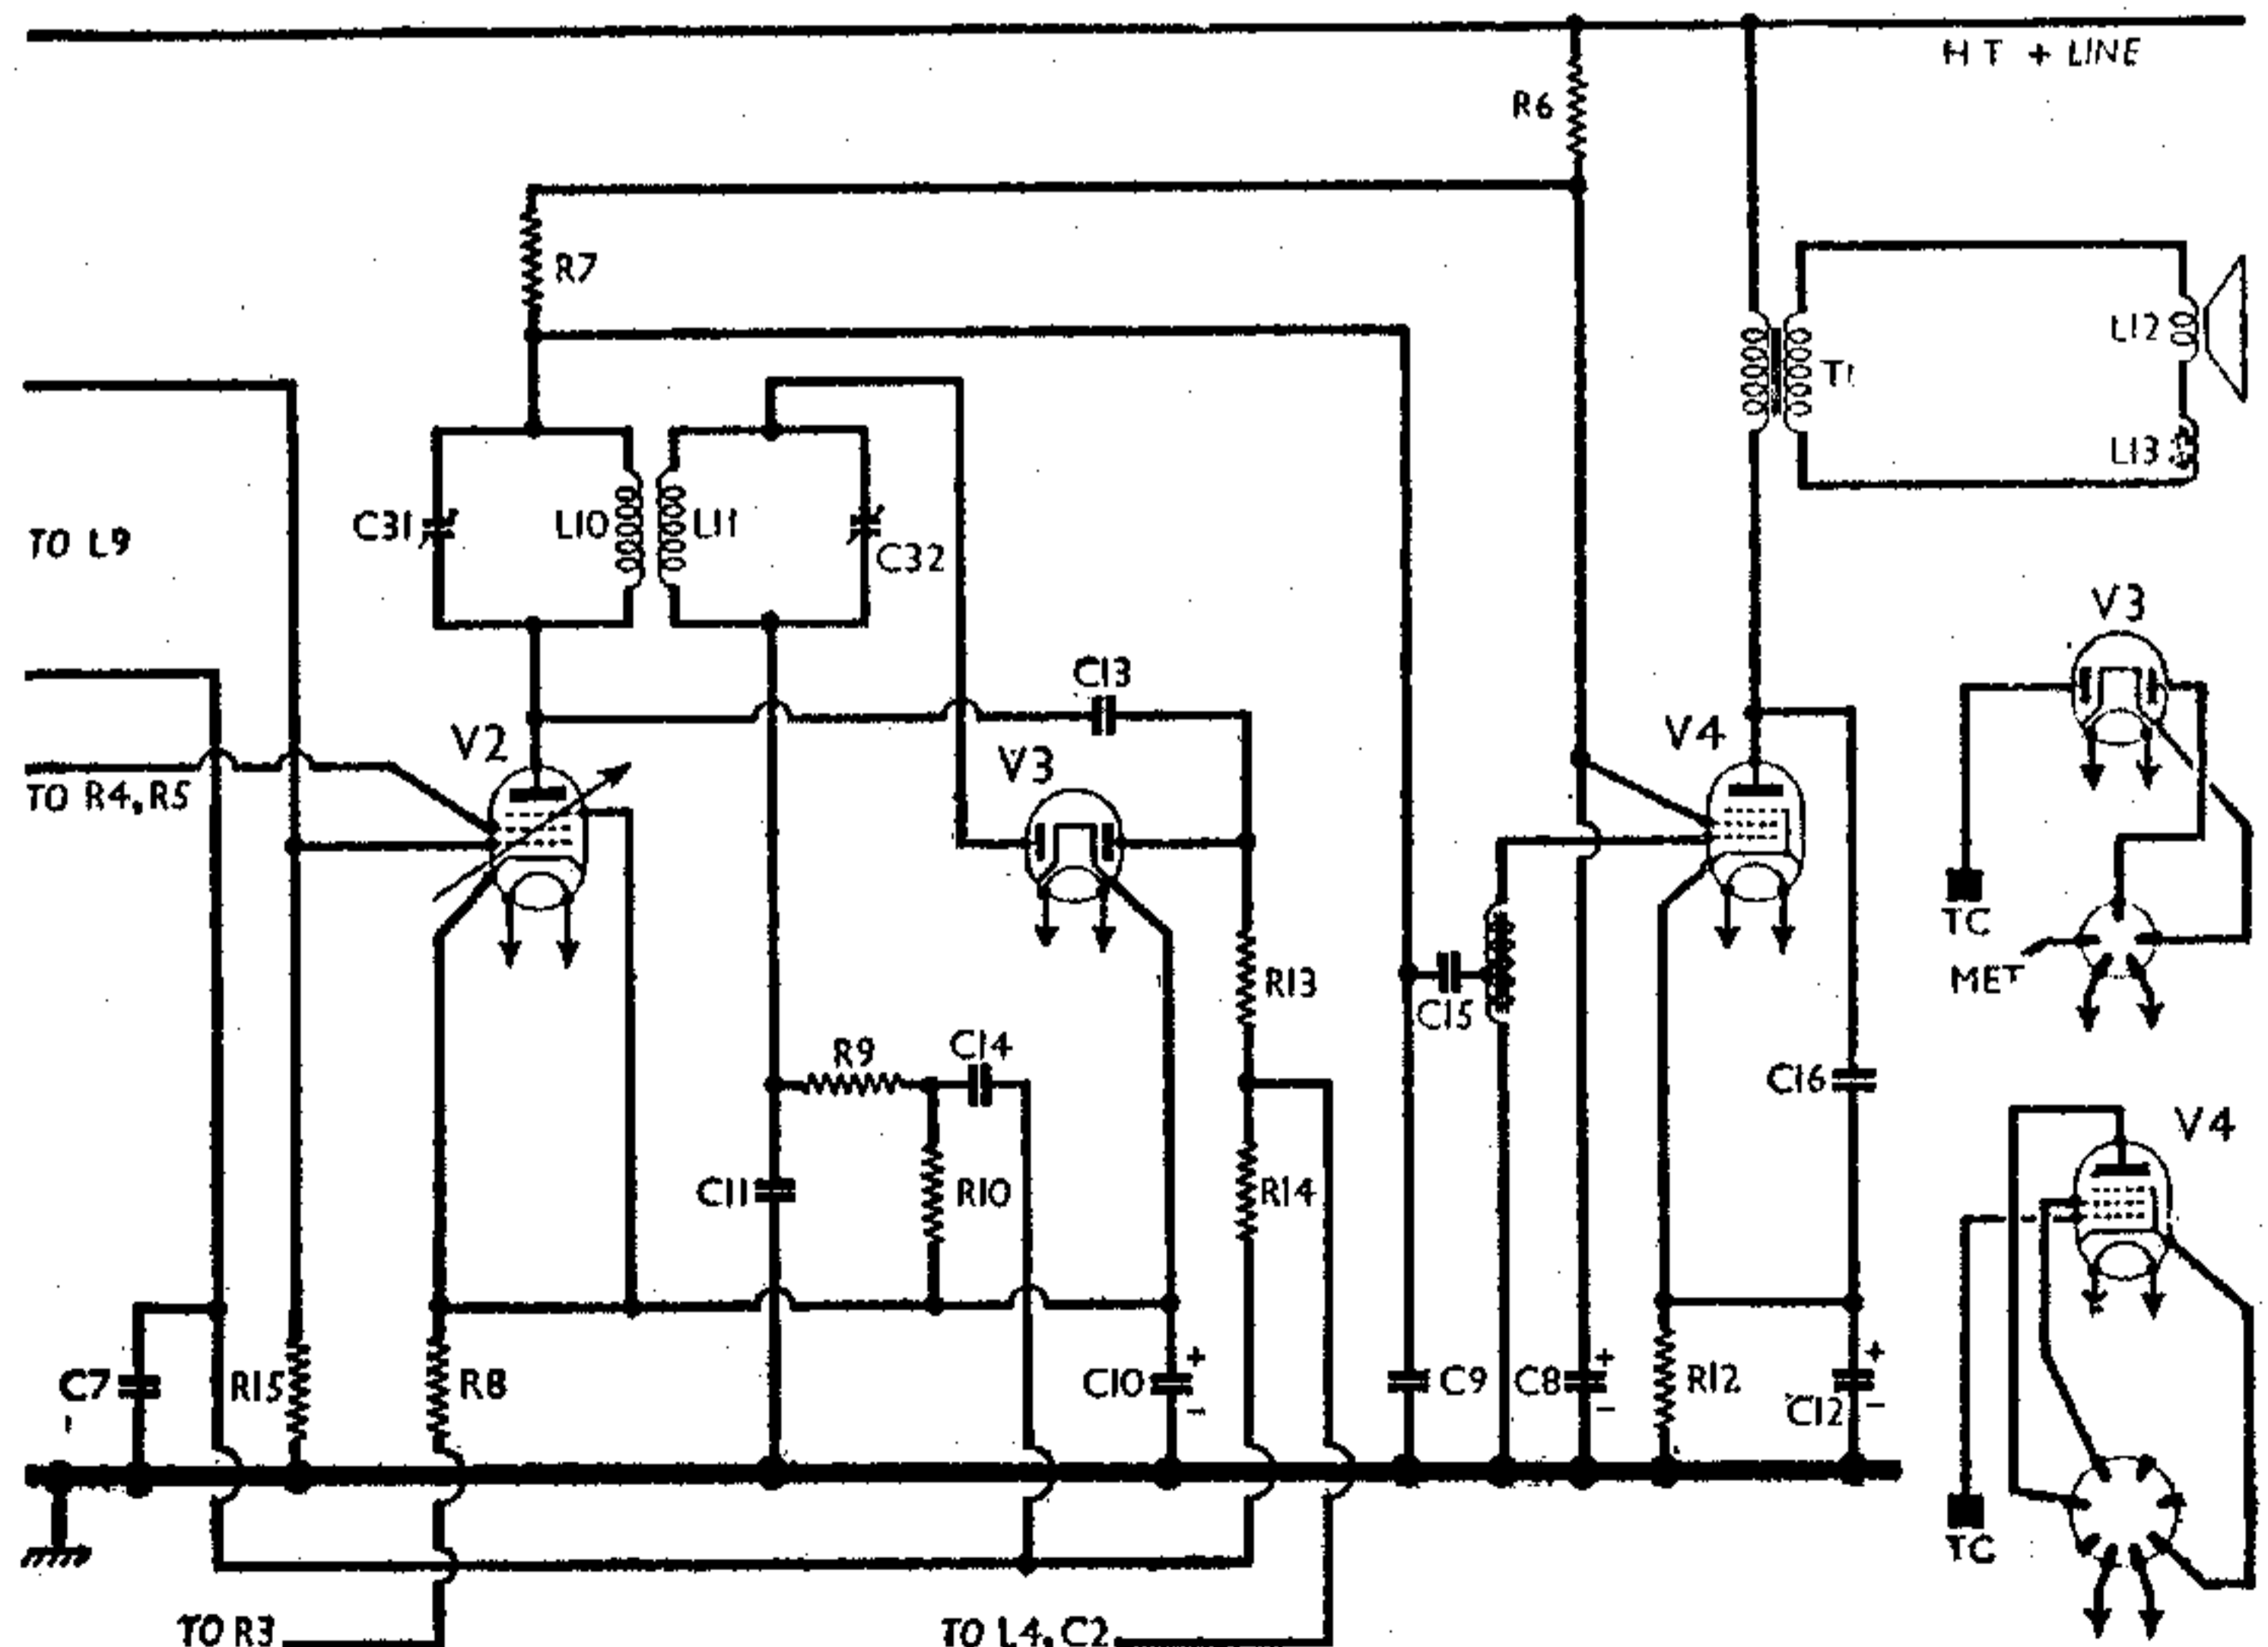 HT + LINE
R6
R7
L12
T1
L13
C31
L10
L11
C32
TO L9
V3
C13
V2
V3
V4
TO R4, R5
TC
MET
R13
C15
R9
C14
C16
V4
C11
R10
R14
C7
R15
R8
C10
+
-
C9
C8
+
-
R12
C12
+
-
TC
TO R3
TO L4, C2